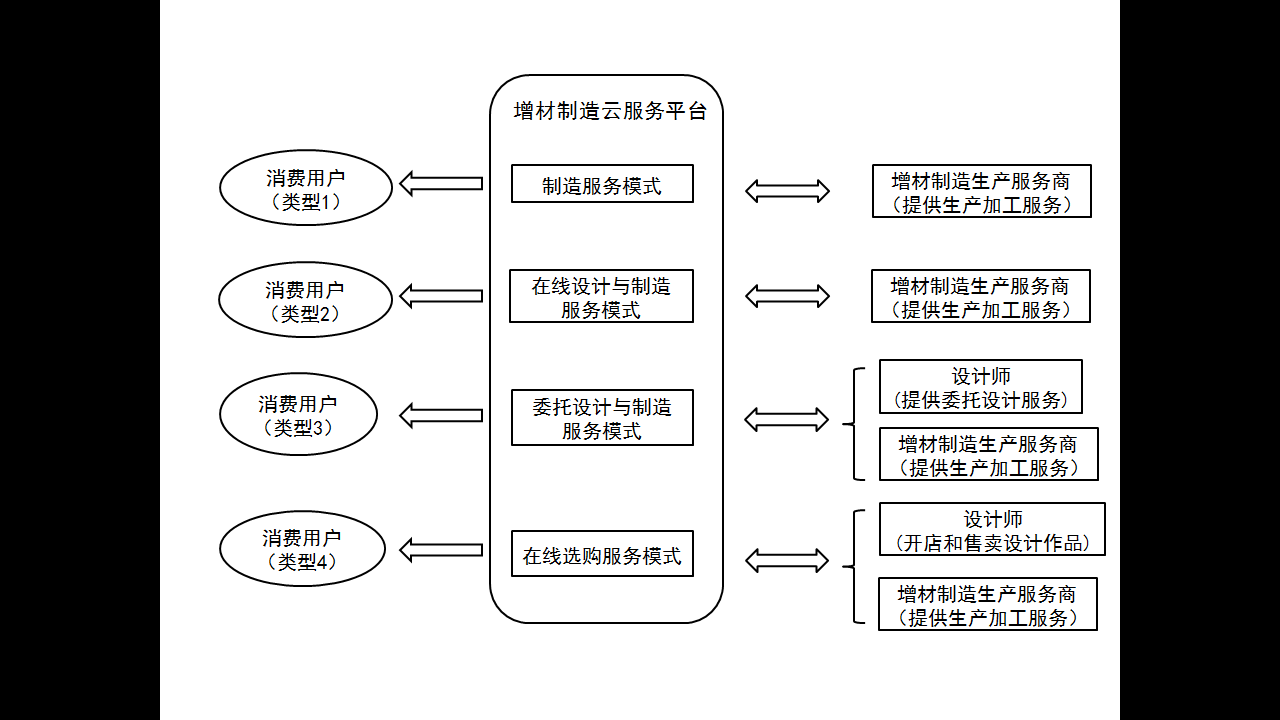 增材制造云服务平台
消费用户
（类型1）
制造服务模式
增材制造生产服务商
（提供生产加工服务）
消费用户
（类型2）
在线设计与制造
服务模式
增材制造生产服务商
（提供生产加工服务）
消费用户
（类型3）
委托设计与制造
服务模式
设计师
(提供委托设计服务)
增材制造生产服务商
（提供生产加工服务）
消费用户
（类型4）
在线选购服务模式
设计师
(开店和售卖设计作品)
增材制造生产服务商
（提供生产加工服务）